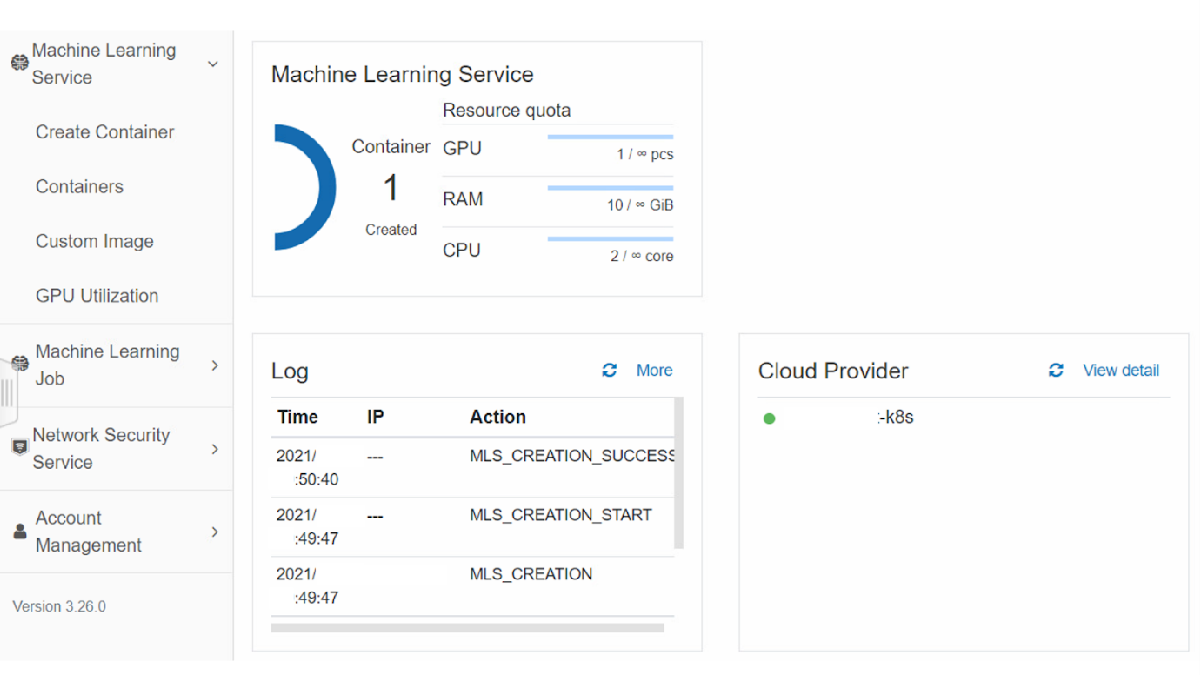 Machine Learning
Service
Create Container
Containers
Custom Image
GPU Utilization
Machine Learning
Job
Network Security
Service
Account
Management
Version 3.26.0
Machine Learning Service
Container
1
Created
Resource quota
GPU
1 / ∞ pcs
RAM
10 / ∞ GiB
CPU
2 / ∞ core
Log
More
Time IP Action
2021/ --- MLS_CREATION_SUCCESS
:50:40
2021/ --- MLS_CREATION_START
:49:47
2021/ MLS_CREATION
:49:47
Cloud Provider
View detail
-k8s